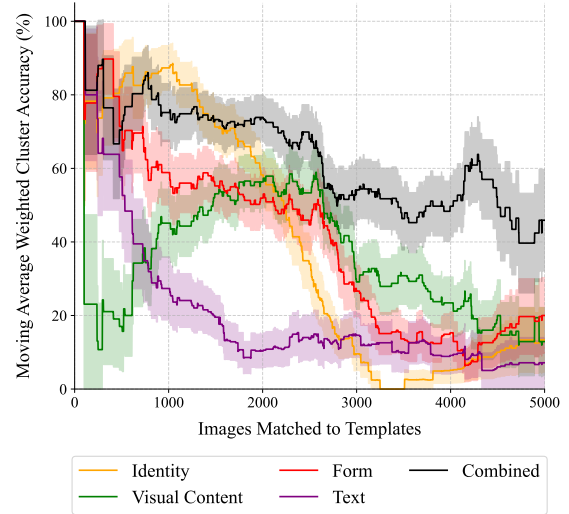 Moving Average Weighted Cluster Accuracy (%)
100
80
60
40
20
0
0 1000 2000 3000 4000 5000
Images Matched to Templates
Identity Form Combined
Visual Content Text